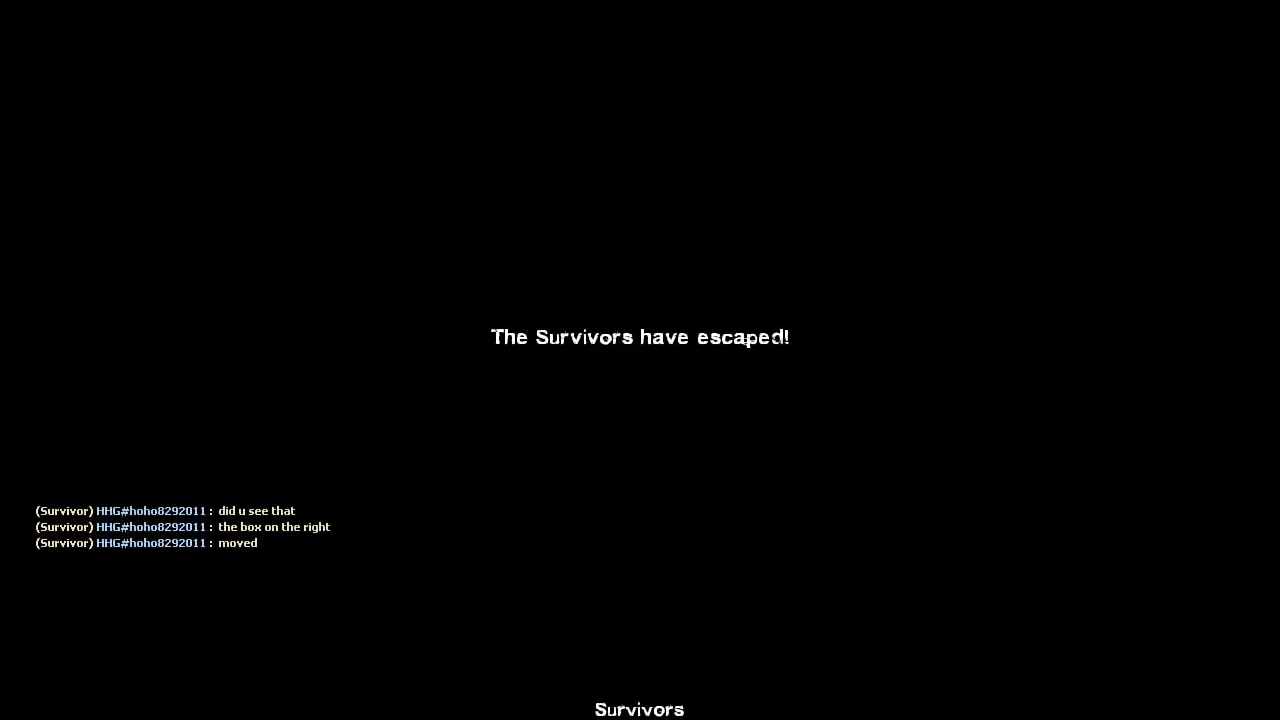 The Survivors have escaped!
(Survivor) HHG#hoho8292011 : did u see that
(Survivor) HHG#hoho8292011 : the box on the right
(Survivor) HHG#hoho8292011 : moved
Survivors